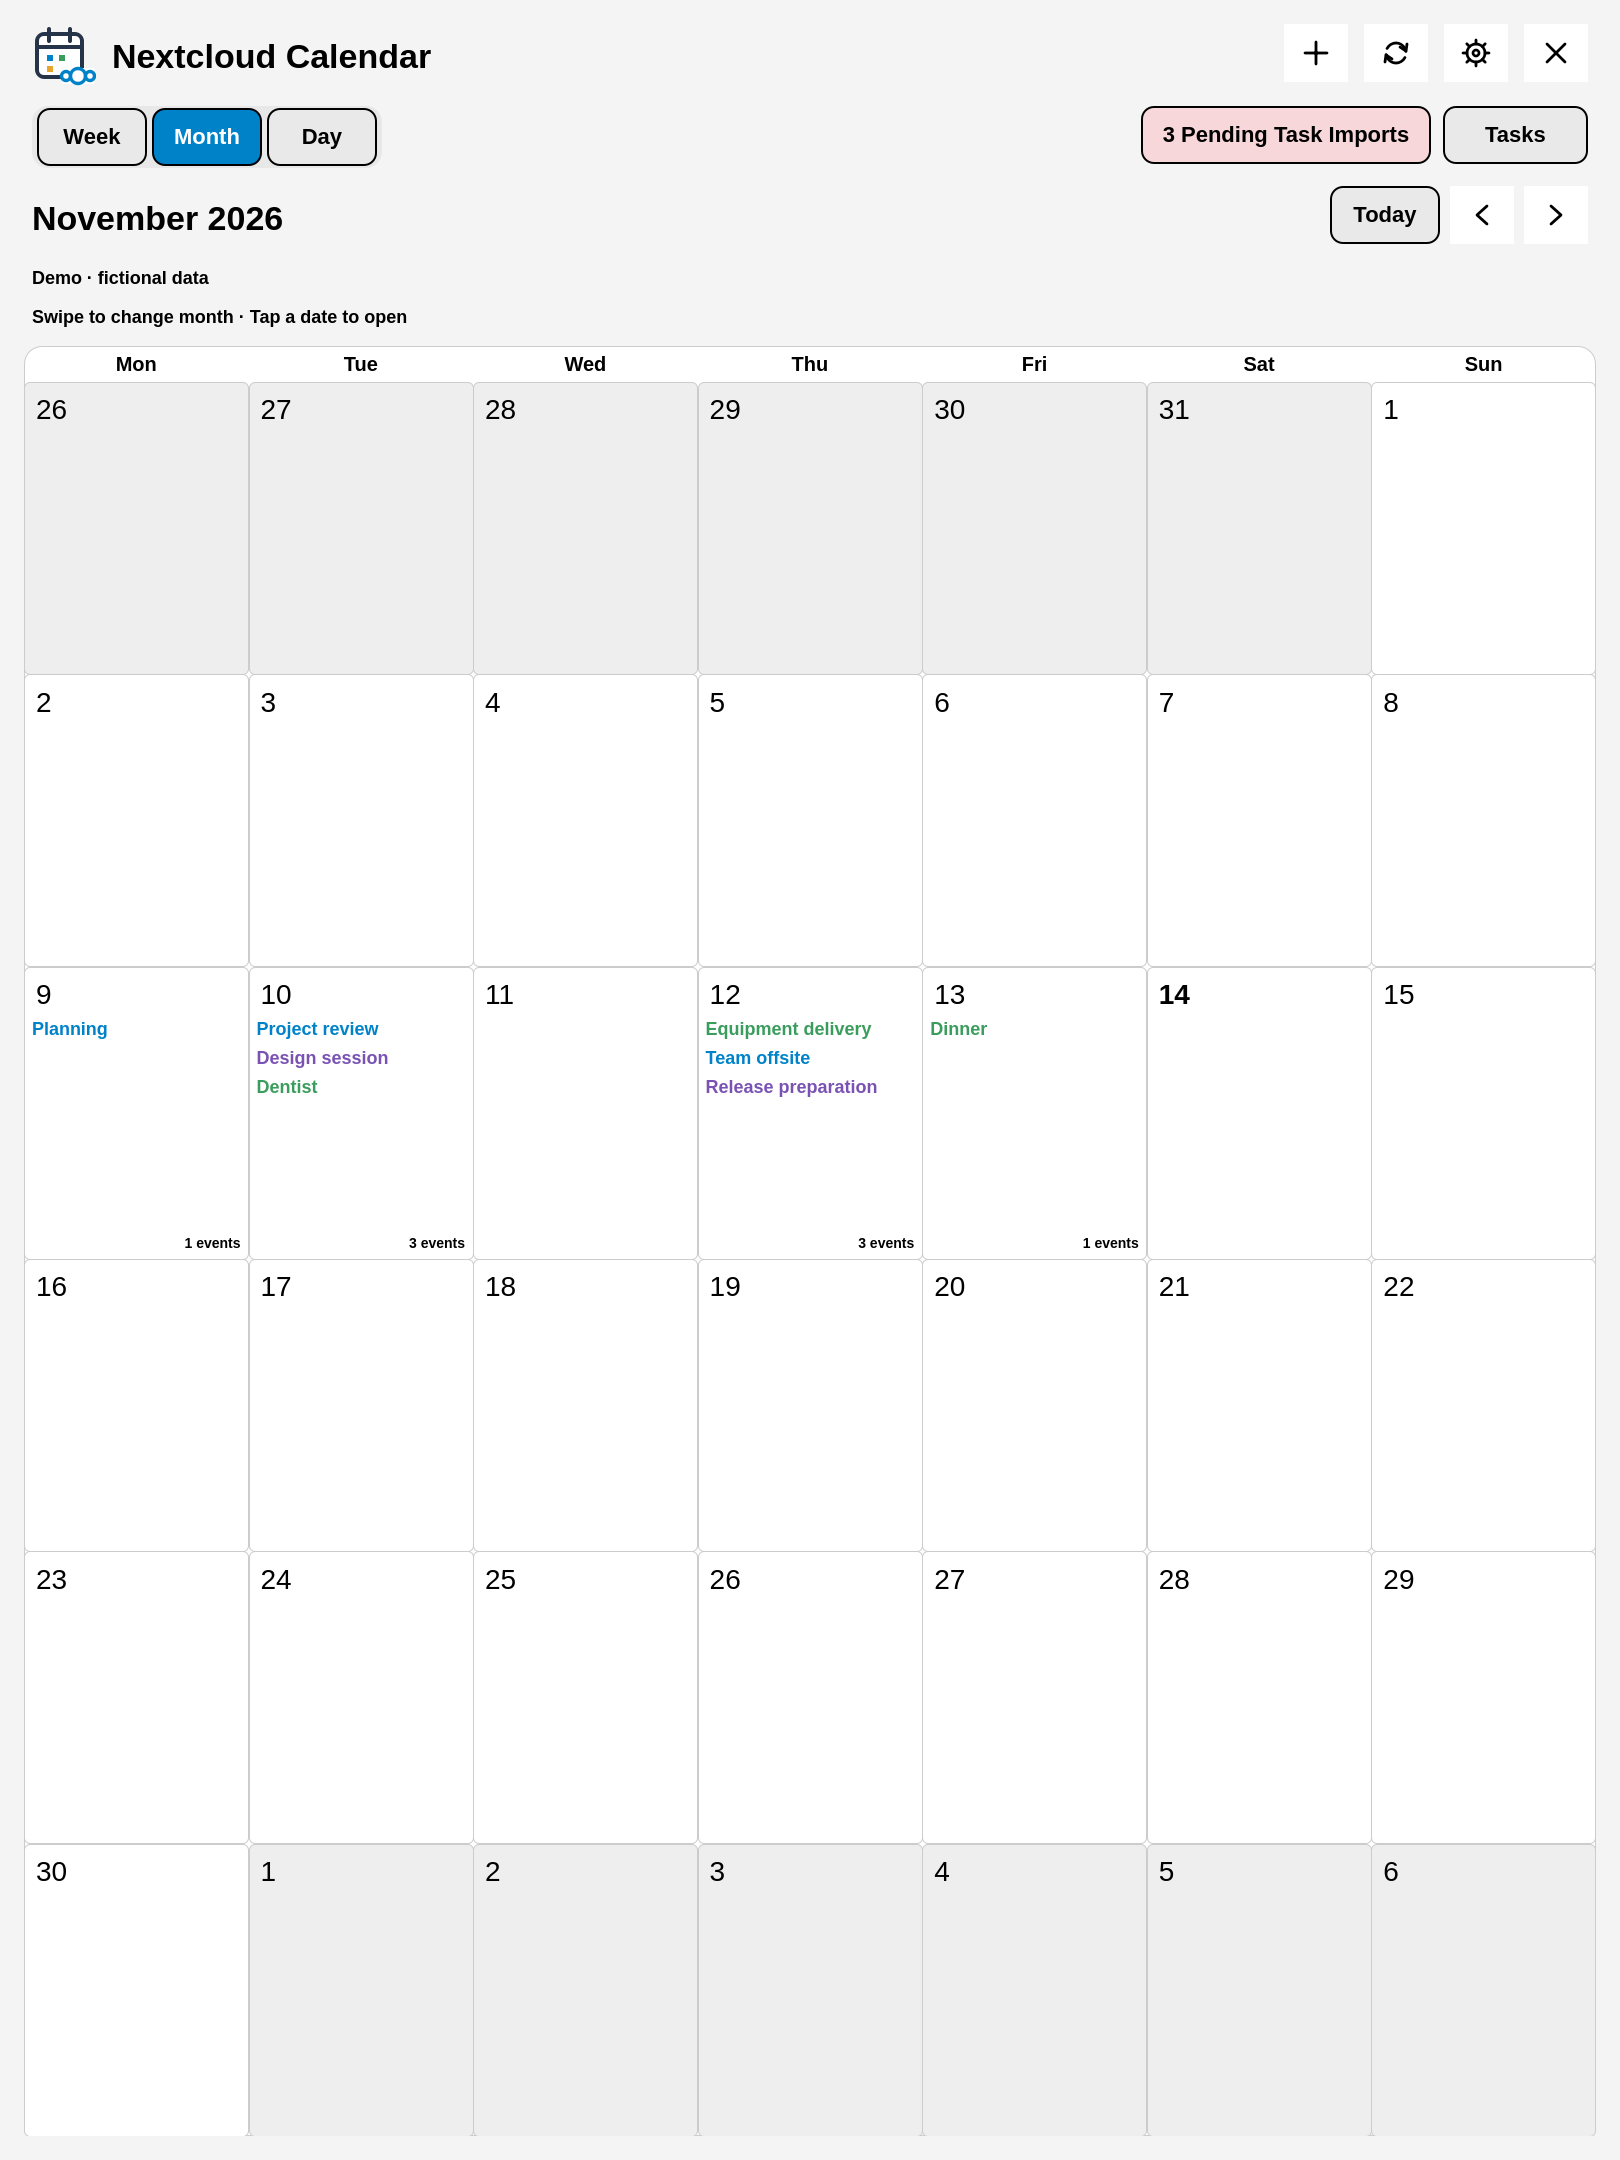 Nextcloud Calendar
Week Month Day 3 Pending Task Imports Tasks
November 2026 Today
Demo · fictional data
Swipe to change month · Tap a date to open
Mon Tue Wed Thu Fri Sat Sun
26 27 28 29 30 31 1
2 3 4 5 6 7 8
9 10 11 12 13 14 15
Planning Project review Equipment delivery Dinner
Design session Team offsite
Dentist Release preparation
1 events 3 events 3 events 1 events
16 17 18 19 20 21 22
23 24 25 26 27 28 29
30 1 2 3 4 5 6